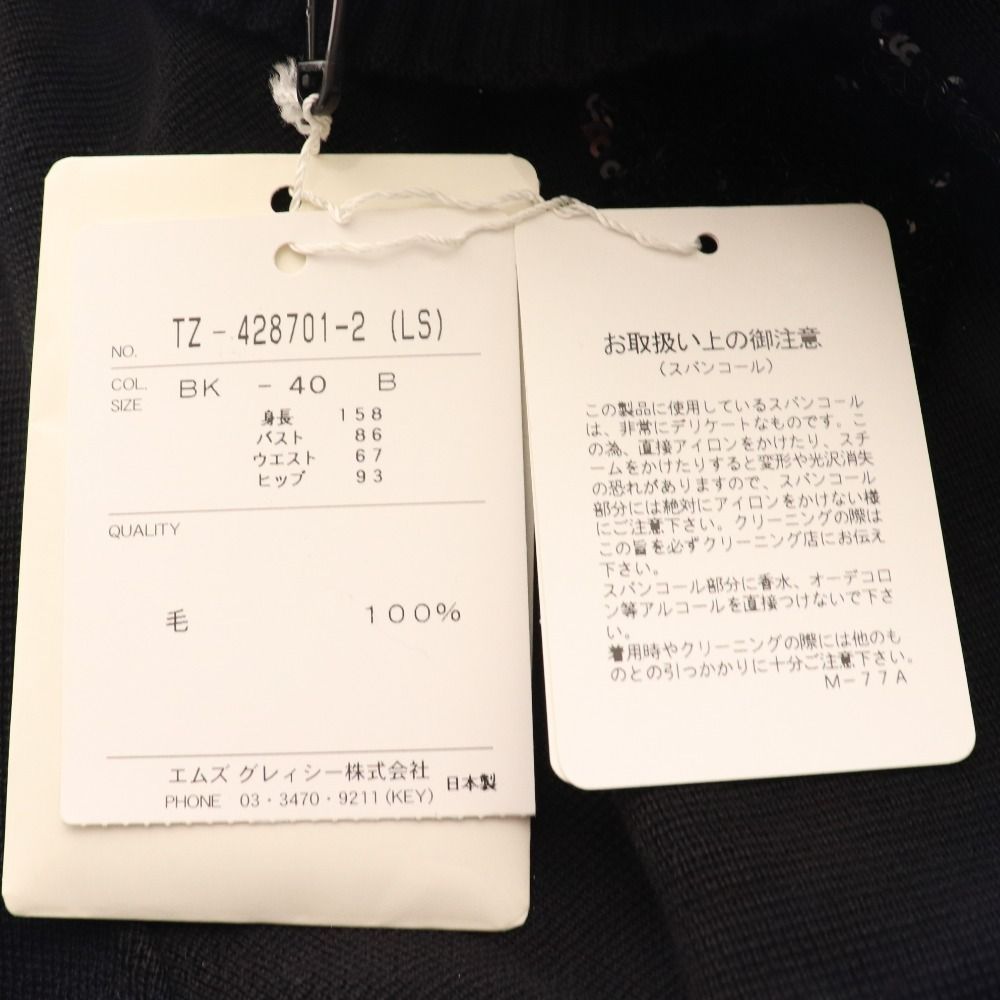 NO. TZ-428701-2 (LS)
COL. BK - 40 B
SIZE
身長 158
バスト 86
ウエスト 67
ヒップ 93
QUALITY
毛 100%
エムズ グレィシー株式会社
PHONE 03・3470・9211(KEY)
日本製
お取扱い上の御注意
(スパンコール)
この製品に使用しているスパンコール
は、非常にデリケートなものです。こ
の為、直接アイロンをかけたり、スチ
ームをかけたりすると変形や光沢消失
の恐れがありますので、スパンコール
部分には絶対にアイロンをかけない様
にご注意下さい。クリーニングの際は
この旨を必ずクリーニング店にお伝え
下さい。
スパンコール部分に香水、オーデコロ
ン等アルコールを直接つけないで下さ
い。
着用時やクリーニングの際には他のも
のとの引っかかりに十分ご注意下さい。
M-77A